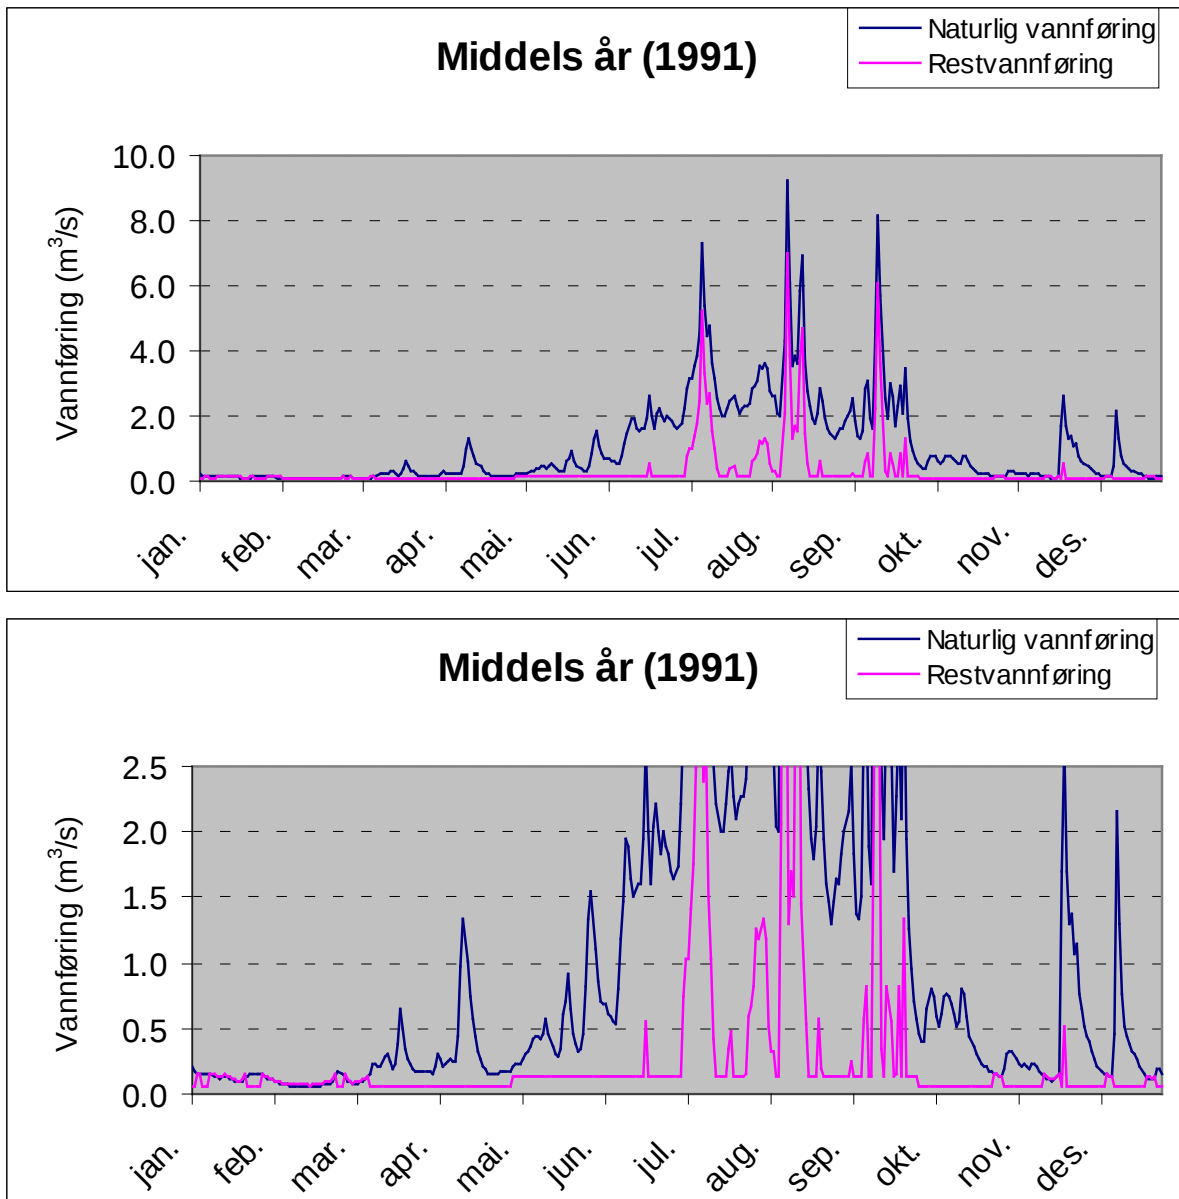 Middels år (1991)
Naturlig vannføring
Restvannføring
Vannføring (m³/s)
10.0
8.0
6.0
4.0
2.0
0.0
jan. feb. mar. apr. mai. jun. jul. aug. sep. okt. nov. des.
Middels år (1991)
Naturlig vannføring
Restvannføring
Vannføring (m³/s)
2.5
2.0
1.5
1.0
0.5
0.0
jan. feb. mar. apr. mai. jun. jul. aug. sep. okt. nov. des.